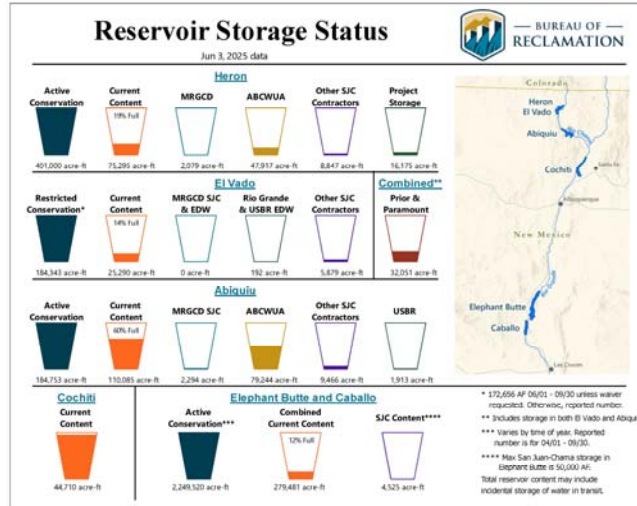 Reservoir Storage Status
Jun 3, 2025 data
BUREAU OF
RECLAMATION
Heron
Active
Conservation
Current
Content
MRGCD
ABCWUA
Other SJC
Contractors
Project
Storage
19% Full
401,000 acre-ft
75,295 acre-ft
2,079 acre-ft
47,917 acre-ft
8,847 acre-ft
16,175 acre-ft
El Vado
Combined**
Restricted
Conservation*
Current
Content
MRGCD SJC
& EDW
Rio Grande
& USBR EDW
Other SJC
Contractors
Prior &
Paramount
14% Full
184,343 acre-ft
25,290 acre-ft
0 acre-ft
192 acre-ft
5,879 acre-ft
32,051 acre-ft
Abiquiu
Active
Conservation
Current
Content
MRGCD SJC
ABCWUA
Other SJC
Contractors
USBR
60% Full
184,753 acre-ft
110,085 acre-ft
2,294 acre-ft
79,244 acre-ft
9,466 acre-ft
1,913 acre-ft
Cochiti
Current
Content
44,710 acre-ft
Elephant Butte and Caballo
Active
Conservation***
Combined
Current Content
SJC Content****
12% Full
2,249,520 acre-ft
279,481 acre-ft
4,525 acre-ft
Colorado
Heron
El Vado
Abiquiu
Cochiti
Santa Fe
Albuquerque
New Mexico
Elephant Butte
Caballo
Las Cruces
* 172,656 AF 06/01 - 09/30 unless waiver
requested. Otherwise, reported number.
** Includes storage in both El Vado and Abiqui
*** Varies by time of year. Reported
number is for 04/01 - 09/30.
**** Max San Juan-Chama storage in
Elephant Butte is 50,000 AF.
Total reservoir content may include
incidental storage of water in transit.